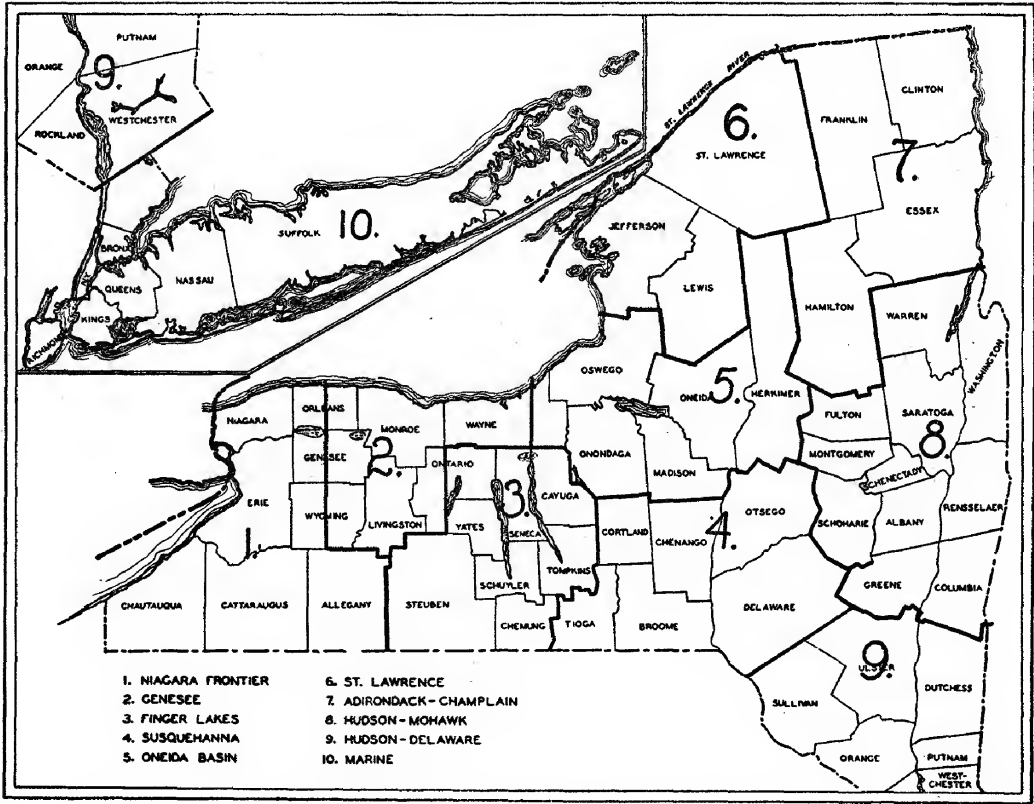 PUTNAM
ORANGE
9.
WESTCHESTER
ROCKLAND
SUFFOLK
10.
BRONX
QUEENS
NASSAU
KINGS
RICHMOND
ST. LAWRENCE RIVER
6.
ST. LAWRENCE
FRANKLIN
CLINTON
7.
ESSEX
JEFFERSON
LEWIS
HAMILTON
WARREN
WASHINGTON
OSWEGO
ONEIDA
5.
HERKIMER
FULTON
SARATOGA
8.
MONTGOMERY
SCHENECTADY
NIAGARA
ORLEANS
MONROE
WAYNE
GENESEE
2.
ONTARIO
ONONDAGA
MADISON
ERIE
WYOMING
LIVINGSTON
YATES
3.
SENECA
CAYUGA
CORTLAND
CHENANGO
4.
OTSEGO
SCHOHARIE
ALBANY
RENSSELAER
1
SCHUYLER
TOMPKINS
CHAUTAUQUA
CATTARAUGUS
ALLEGANY
STEUBEN
CHEMUNG
TIOGA
BROOME
DELAWARE
GREENE
COLUMBIA
9.
ULSTER
SULLIVAN
DUTCHESS
ORANGE
PUTNAM
WEST-
CHESTER
1. NIAGARA FRONTIER
2. GENESEE
3. FINGER LAKES
4. SUSQUEHANNA
5. ONEIDA BASIN
6. ST. LAWRENCE
7. ADIRONDACK-CHAMPLAIN
8. HUDSON-MOHAWK
9. HUDSON-DELAWARE
10. MARINE